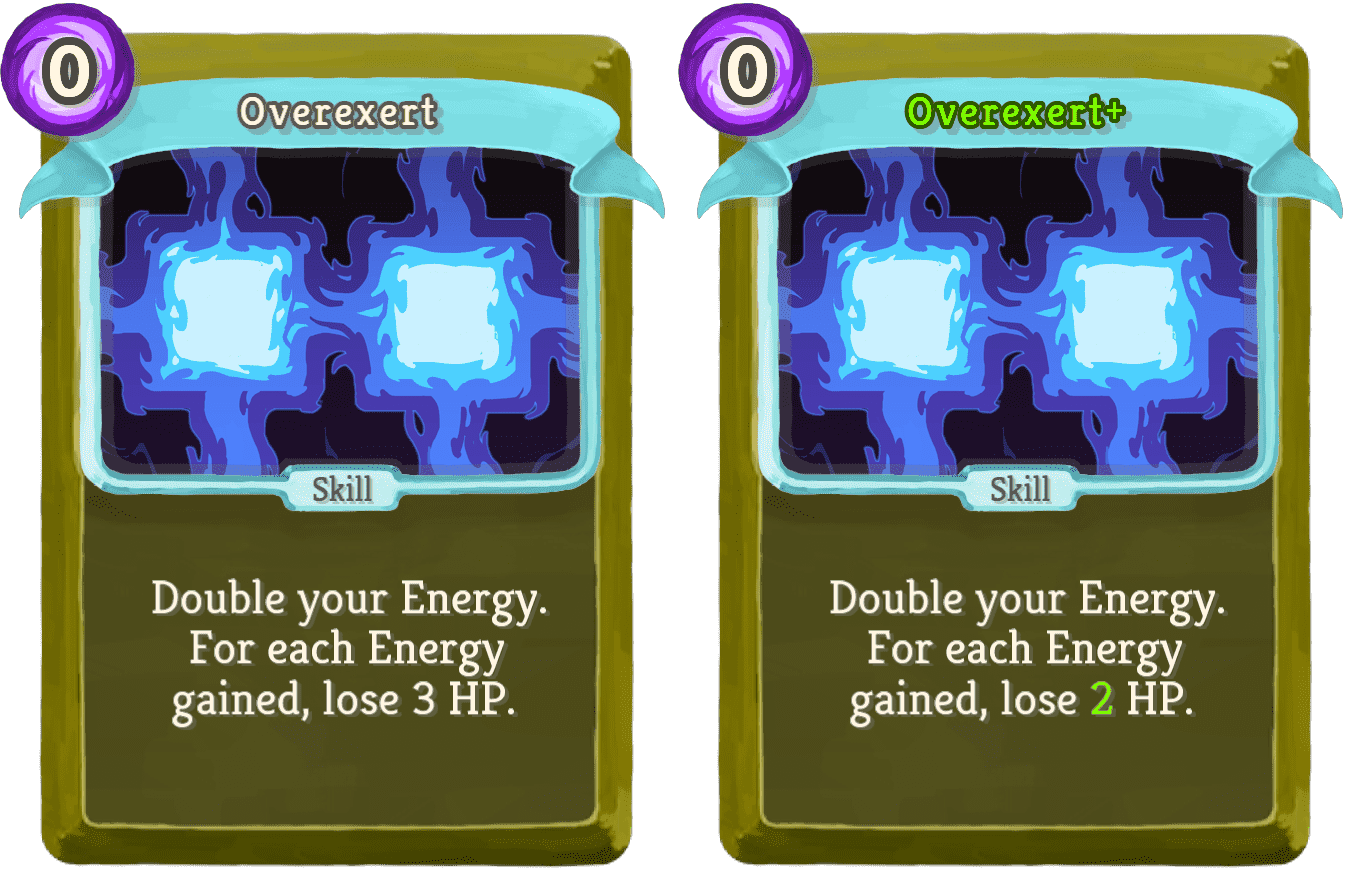 0
Overexert
Skill
Double your Energy.
For each Energy
gained, lose 3 HP.
0
Overexert+
Skill
Double your Energy.
For each Energy
gained, lose 2 HP.